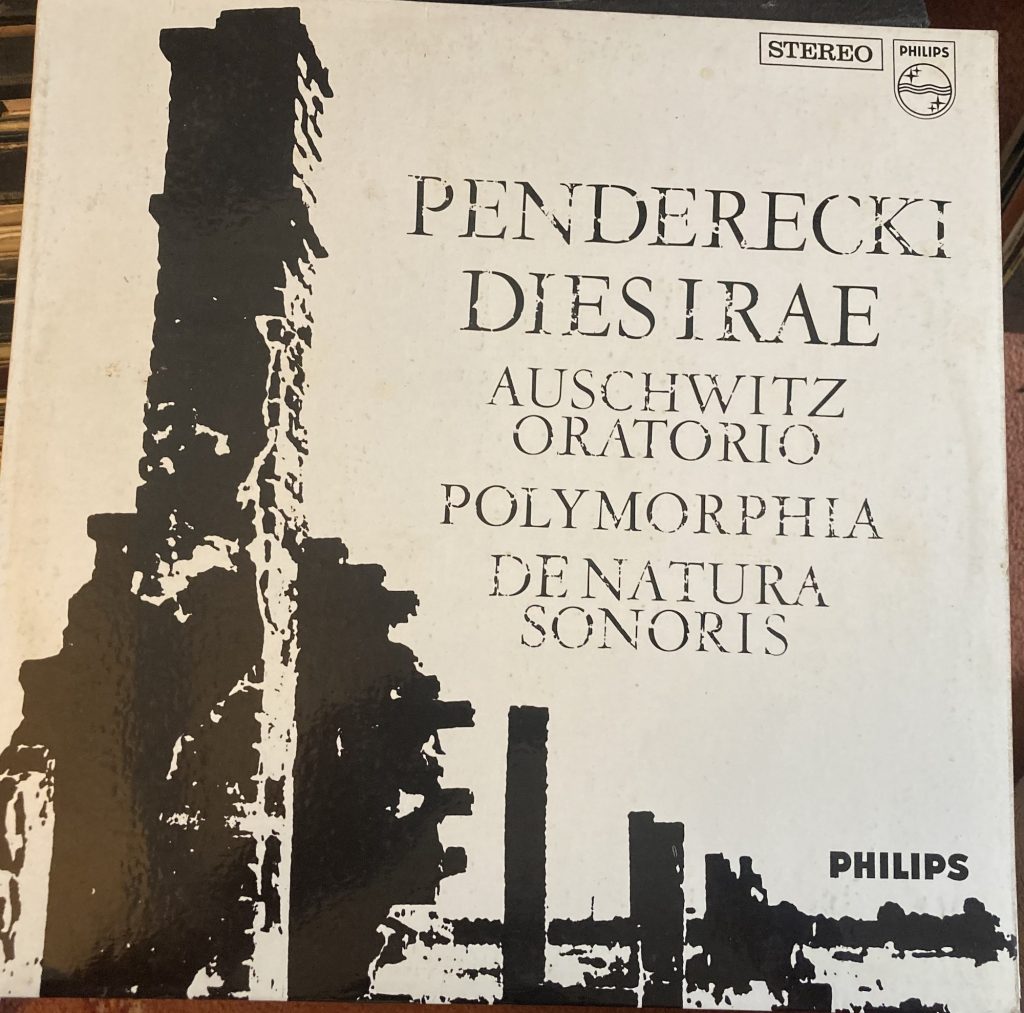 STEREO
PHILIPS
PENDERECKI
DIES IRAE
AUSCHWITZ
ORATORIO
POLYMORPHIA
DE NATURA
SONORIS
PHILIPS